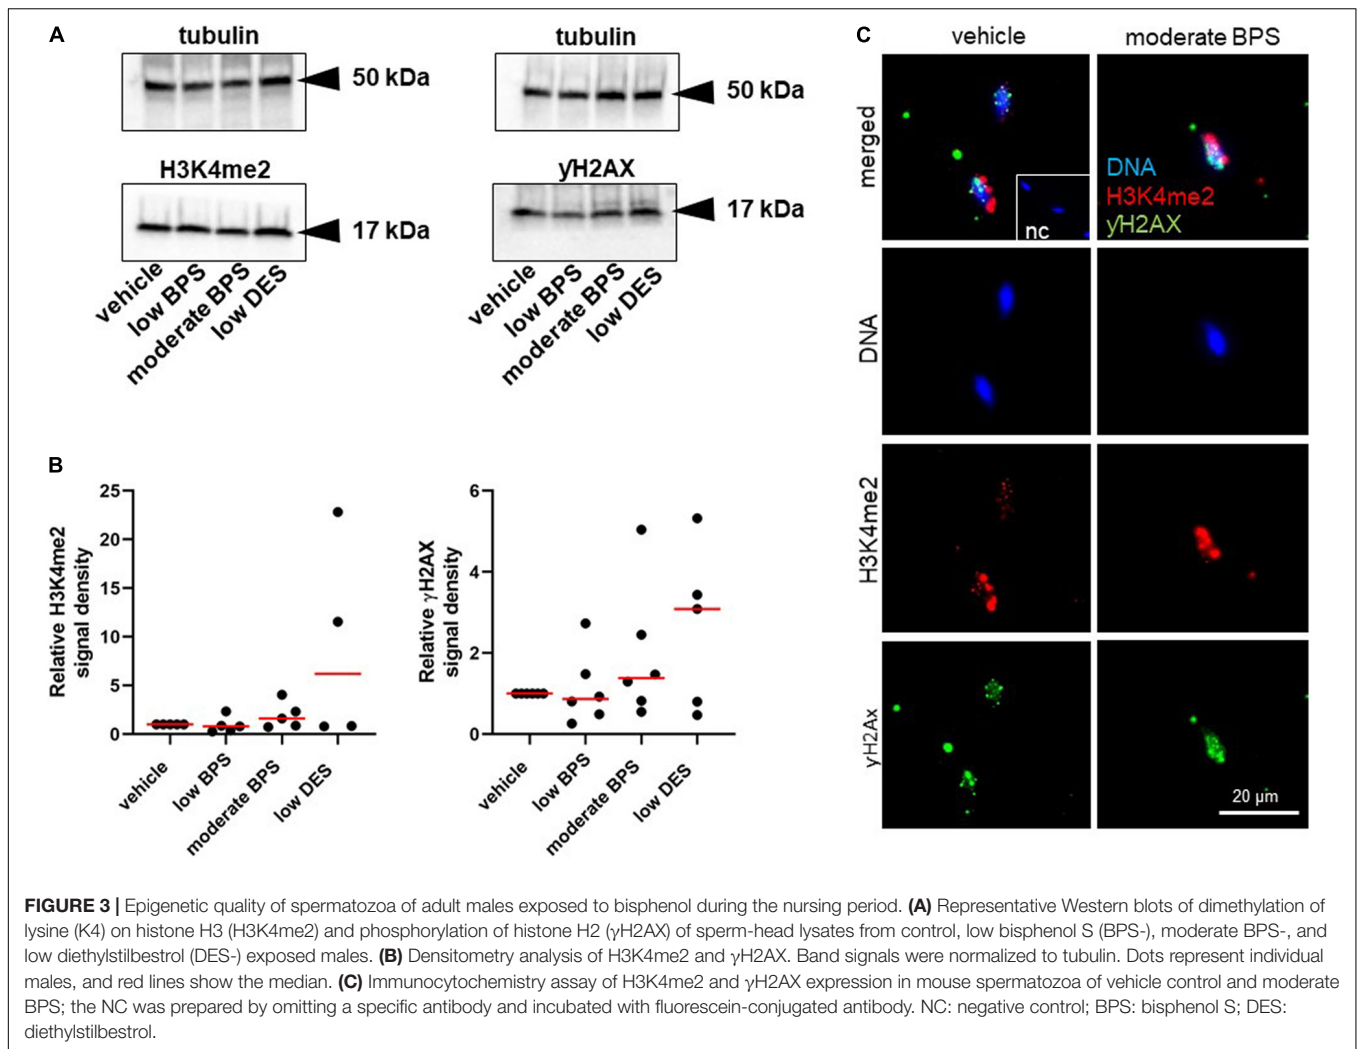 A
tubulin
50 kDa
H3K4me2
17 kDa
vehicle
low BPS
moderate BPS
low DES
tubulin
50 kDa
γH2AX
17 kDa
vehicle
low BPS
moderate BPS
low DES
B
Relative H3K4me2
signal density
25
20
15
10
5
0
vehicle
low BPS
moderate BPS
low DES
Relative γH2AX
signal density
6
4
2
0
vehicle
low BPS
moderate BPS
low DES
C
vehicle
moderate BPS
merged
nc
DNA
H3K4me2
γH2AX
DNA
H3K4me2
γH2Ax
20 µm
FIGURE 3 | Epigenetic quality of spermatozoa of adult males exposed to bisphenol during the nursing period. (A) Representative Western blots of dimethylation of
lysine (K4) on histone H3 (H3K4me2) and phosphorylation of histone H2 (γH2AX) of sperm-head lysates from control, low bisphenol S (BPS-), moderate BPS-, and
low diethylstilbestrol (DES-) exposed males. (B) Densitometry analysis of H3K4me2 and γH2AX. Band signals were normalized to tubulin. Dots represent individual
males, and red lines show the median. (C) Immunocytochemistry assay of H3K4me2 and γH2AX expression in mouse spermatozoa of vehicle control and moderate
BPS; the NC was prepared by omitting a specific antibody and incubated with fluorescein-conjugated antibody. NC: negative control; BPS: bisphenol S; DES:
diethylstilbestrol.